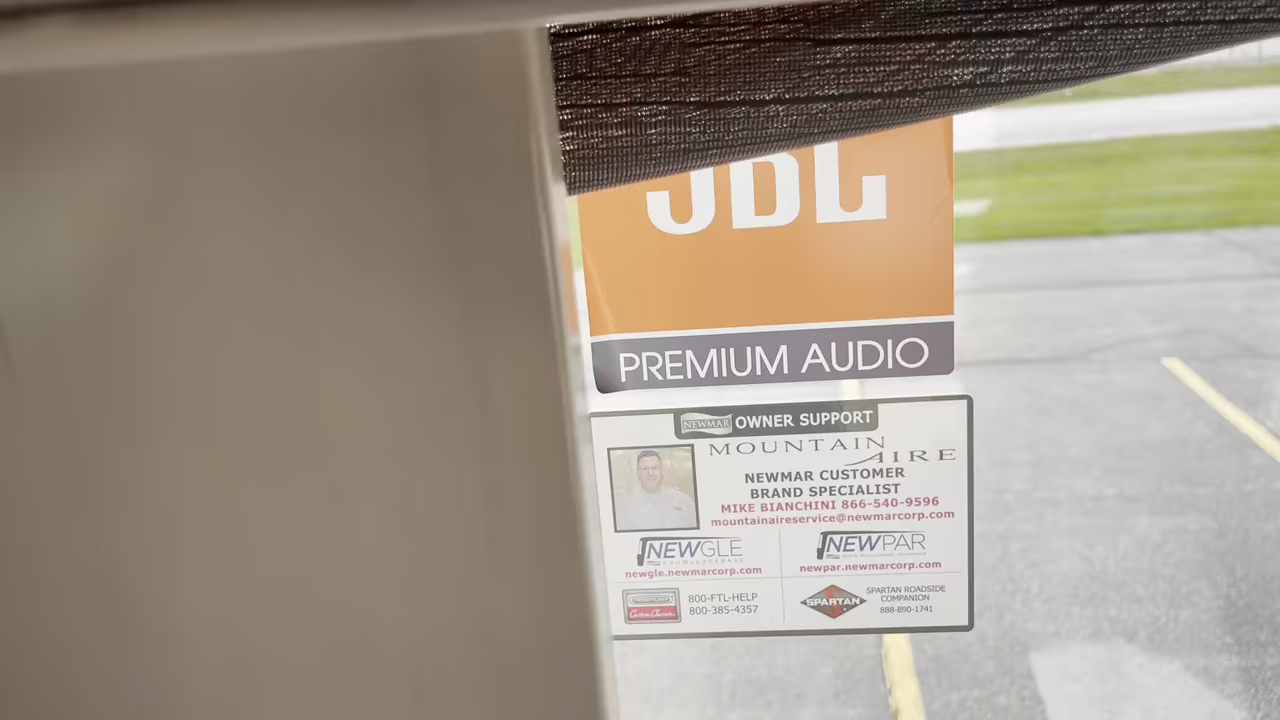 JBL
PREMIUM AUDIO
NEWMAR OWNER SUPPORT
MOUNTAIN AIRE
NEWMAR CUSTOMER
BRAND SPECIALIST
MIKE BIANCHINI 866-540-9596
mountainaireservice@newmarcorp.com
NEWGLE
KNOWLEDGEBASE
newgle.newmarcorp.com
NEWPAR
newpar.newmarcorp.com
800-FTL-HELP
800-385-4357
SPARTAN
SPARTAN ROADSIDE
COMPANION
888-890-1741